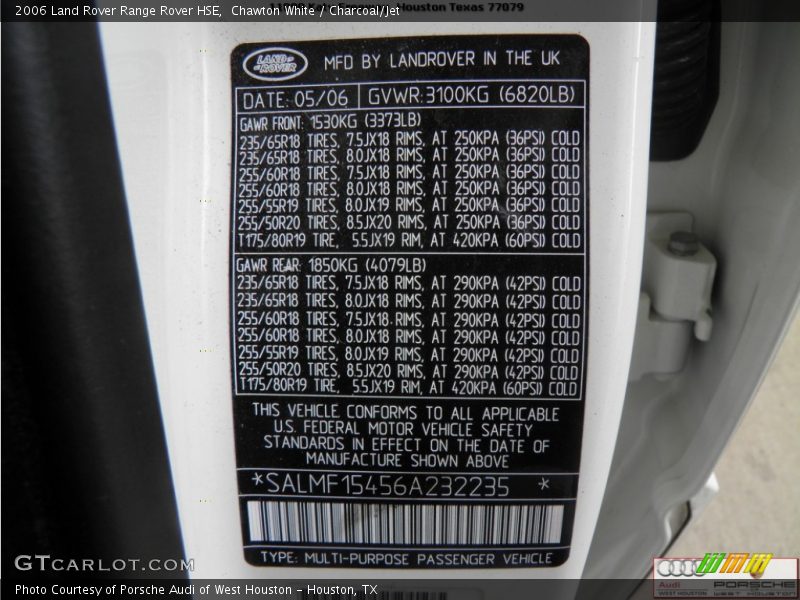 2006 Land Rover Range Rover HSE,  Chawton White / Charcoal/Jet
Houston Texas 77079
LAND-
-ROVER
MFD BY LANDROVER IN THE UK
DATE: 05/06
GVWR:3100KG (6820LB)
GAWR FRONT: 1530KG (3373LB)
235/65R18 TIRES, 7.5JX18 RIMS, AT 250KPA (36PSI) COLD
235/65R18 TIRES, 8.0JX18 RIMS, AT 250KPA (36PSI) COLD
255/60R18 TIRES, 7.5JX18 RIMS, AT 250KPA (36PSI) COLD
255/60R18 TIRES, 8.0JX18 RIMS, AT 250KPA (36PSI) COLD
255/55R19 TIRES, 8.0JX19 RIMS, AT 250KPA (36PSI) COLD
255/50R20 TIRES, 8.5JX20 RIMS, AT 250KPA (36PSI) COLD
T175/80R19 TIRE, 5.5JX19 RIM, AT 420KPA (60PSI) COLD
GAWR REAR: 1850KG (4079LB)
235/65R18 TIRES, 7.5JX18 RIMS, AT 290KPA (42PSI) COLD
235/65R18 TIRES, 8.0JX18 RIMS, AT 290KPA (42PSI) COLD
255/60R18 TIRES, 7.5JX18 RIMS, AT 290KPA (42PSI) COLD
255/60R18 TIRES, 8.0JX18 RIMS, AT 290KPA (42PSI) COLD
255/55R19 TIRES, 8.0JX19 RIMS, AT 290KPA (42PSI) COLD
255/50R20 TIRES, 8.5JX20 RIMS, AT 290KPA (42PSI) COLD
T175/80R19 TIRE, 5.5JX19 RIM, AT 420KPA (60PSI) COLD
THIS VEHICLE CONFORMS TO ALL APPLICABLE
U.S. FEDERAL MOTOR VEHICLE SAFETY
STANDARDS IN EFFECT ON THE DATE OF
MANUFACTURE SHOWN ABOVE
*SALMF15456A232235 *
TYPE: MULTI-PURPOSE PASSENGER VEHICLE
GTCARLOT.COM
Audi
WEST HOUSTON
PORSCHE
WEST HOUSTON
Photo Courtesy of Porsche Audi of West Houston - Houston, TX